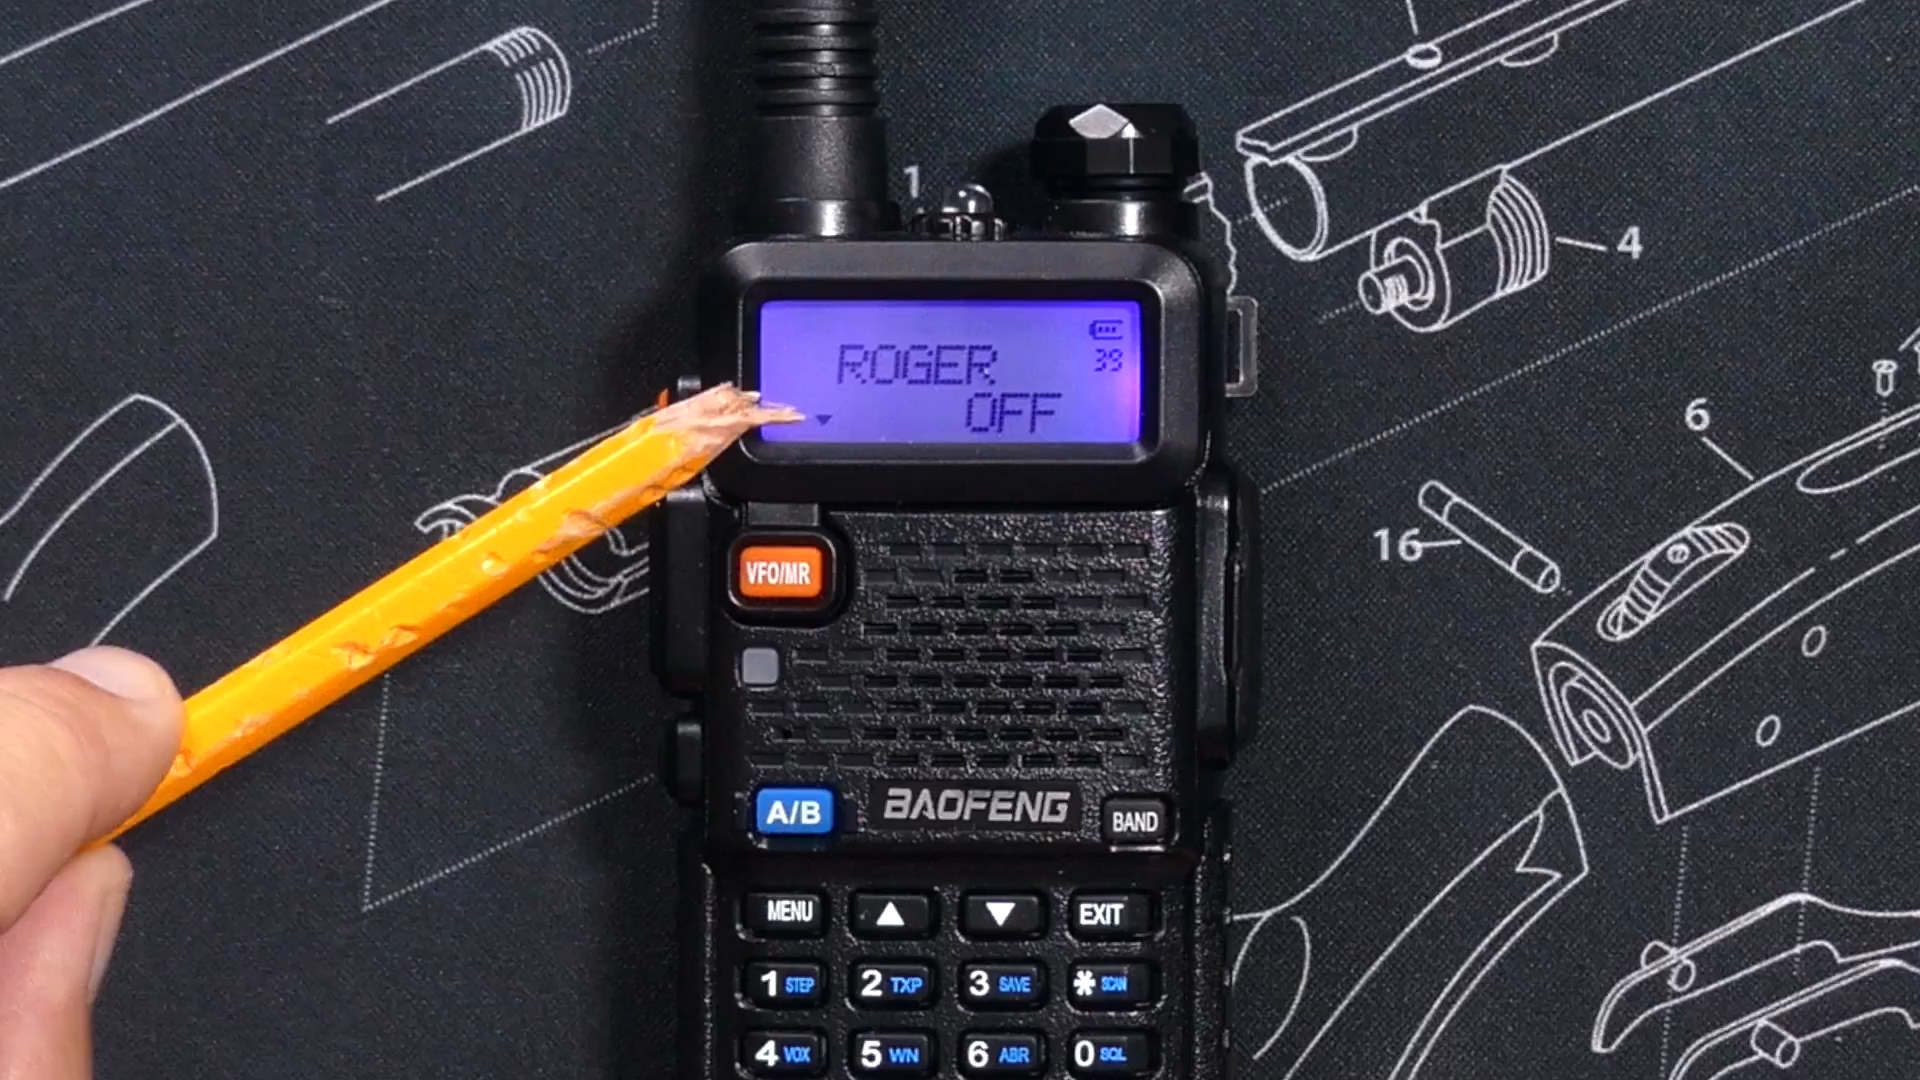 1
4
ROGER
39
OFF
6
16
VFO/MR
A/B
BAOFENG
BAND
MENU ▲ ▼ EXIT
1 STEP 2 TXP 3 SAVE * SCAN
4 VOX 5 WN 6 ABR 0 SQL